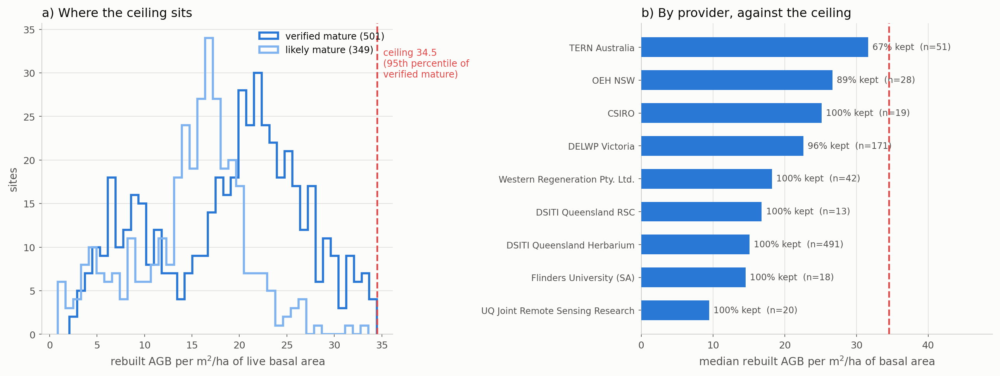 a) Where the ceiling sits
35
30
25
20
15
10
5
0
sites
verified mature (501)
likely mature (349)
ceiling 34.5
(95th percentile of
verified mature)
0 5 10 15 20 25 30 35
rebuilt AGB per m²/ha of live basal area
b) By provider, against the ceiling
TERN Australia 67% kept (n=51)
OEH NSW 89% kept (n=28)
CSIRO 100% kept (n=19)
DELWP Victoria 96% kept (n=171)
Western Regeneration Pty. Ltd. 100% kept (n=42)
DSITI Queensland RSC 100% kept (n=13)
DSITI Queensland Herbarium 100% kept (n=491)
Flinders University (SA) 100% kept (n=18)
UQ Joint Remote Sensing Research 100% kept (n=20)
0 10 20 30 40
median rebuilt AGB per m²/ha of basal area